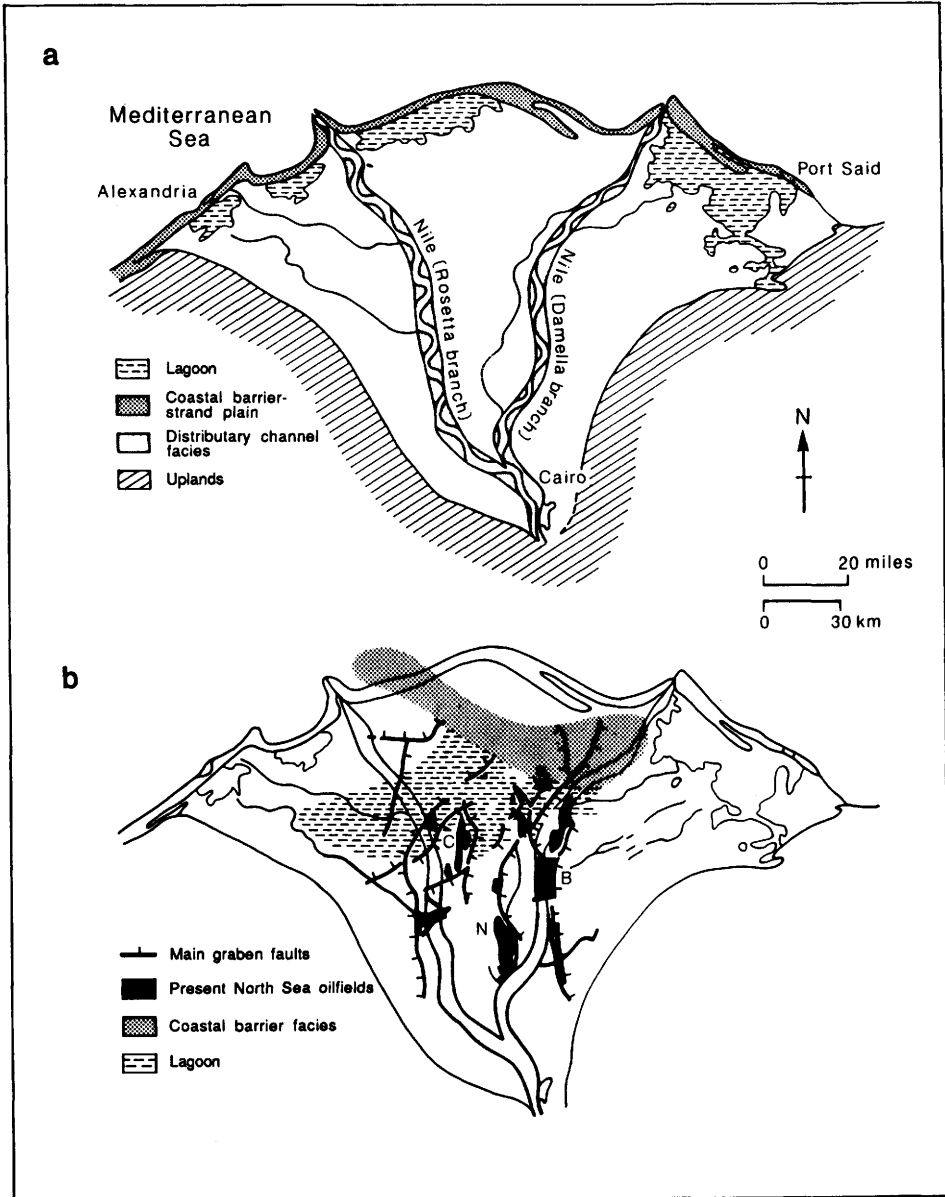 a
Mediterranean
Sea
Alexandria
Port Said
Nile (Rosetta branch)
Nile (Damella branch)
Lagoon
Coastal barrier-
strand plain
Distributary channel
facies
Uplands
Cairo
N
0 20 miles
0 30 km
b
C
B
N
Main graben faults
Present North Sea oilfields
Coastal barrier facies
Lagoon